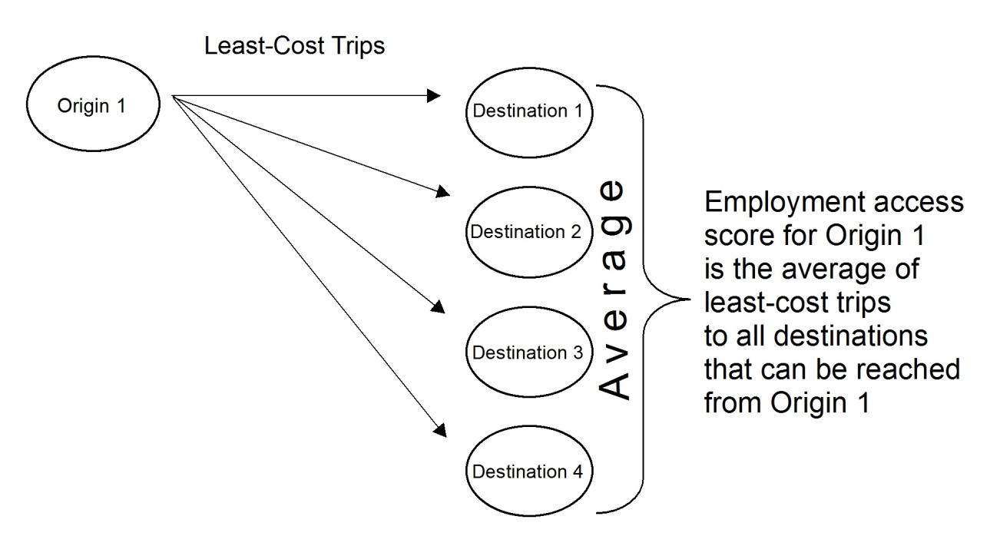 Least-Cost Trips
Origin 1
Destination 1
Destination 2
Destination 3
Destination 4
Average
Employment access
score for Origin 1
is the average of
least-cost trips
to all destinations
that can be reached
from Origin 1